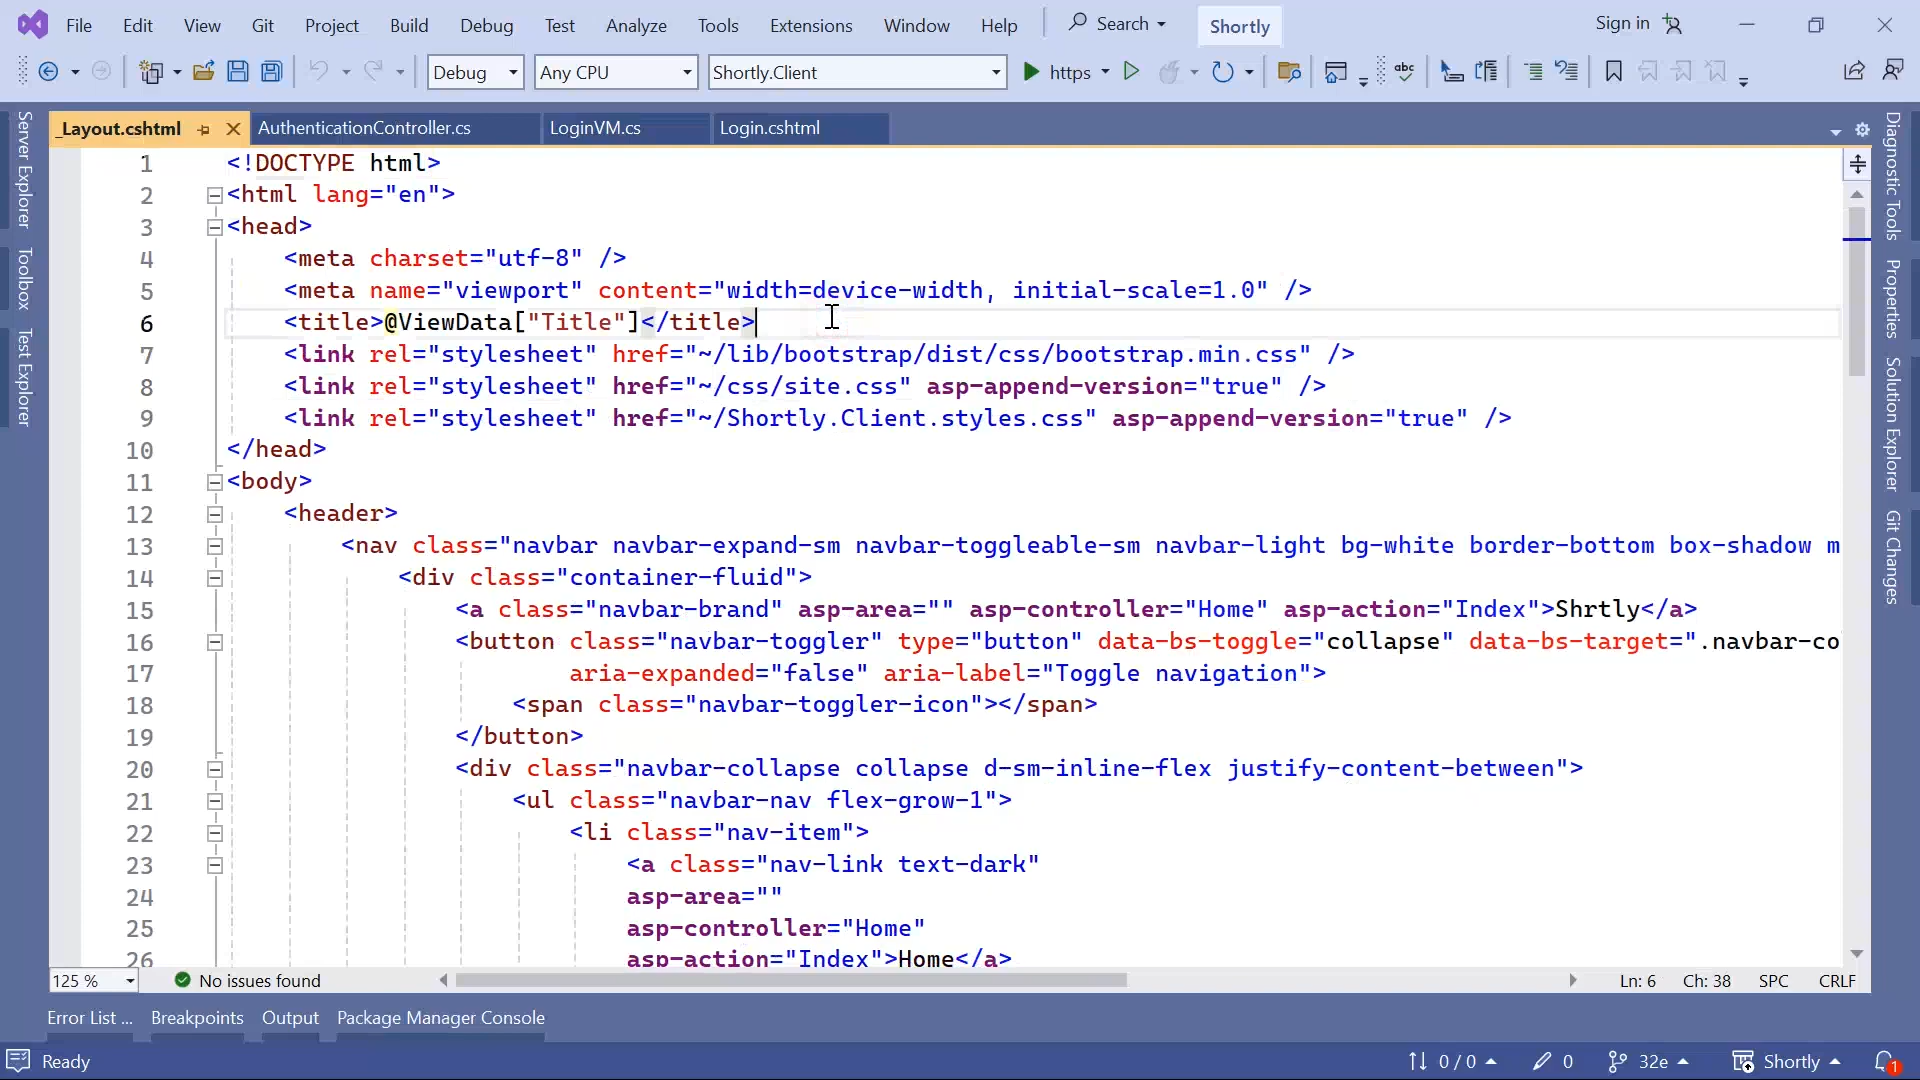 File Edit View Git Project Build Debug Test Analyze Tools Extensions Window Help Search Shortly Sign in
Debug Any CPU Shortly.Client https abc
_Layout.cshtml AuthenticationController.cs LoginVM.cs Login.cshtml
Server Explorer
Toolbox
Test Explorer
1 <!DOCTYPE html>
2 <html lang="en">
3 <head>
4 <meta charset="utf-8" />
5 <meta name="viewport" content="width=device-width, initial-scale=1.0" />
6 <title>@ViewData["Title"]</title>
7 <link rel="stylesheet" href="~/lib/bootstrap/dist/css/bootstrap.min.css" />
8 <link rel="stylesheet" href="~/css/site.css" asp-append-version="true" />
9 <link rel="stylesheet" href="~/Shortly.Client.styles.css" asp-append-version="true" />
10 </head>
11 <body>
12 <header>
13 <nav class="navbar navbar-expand-sm navbar-toggleable-sm navbar-light bg-white border-bottom box-shadow m
14 <div class="container-fluid">
15 <a class="navbar-brand" asp-area="" asp-controller="Home" asp-action="Index">Shrtly</a>
16 <button class="navbar-toggler" type="button" data-bs-toggle="collapse" data-bs-target=".navbar-co
17 aria-expanded="false" aria-label="Toggle navigation">
18 <span class="navbar-toggler-icon"></span>
19 </button>
20 <div class="navbar-collapse collapse d-sm-inline-flex justify-content-between">
21 <ul class="navbar-nav flex-grow-1">
22 <li class="nav-item">
23 <a class="nav-link text-dark"
24 asp-area=""
25 asp-controller="Home"
26 asp-action="Index">Home</a>
Diagnostic Tools
Properties
Solution Explorer
Git Changes
125 % No issues found Ln: 6 Ch: 38 SPC CRLF
Error List ... Breakpoints Output Package Manager Console
Ready 0 / 0 0 32e Shortly 1